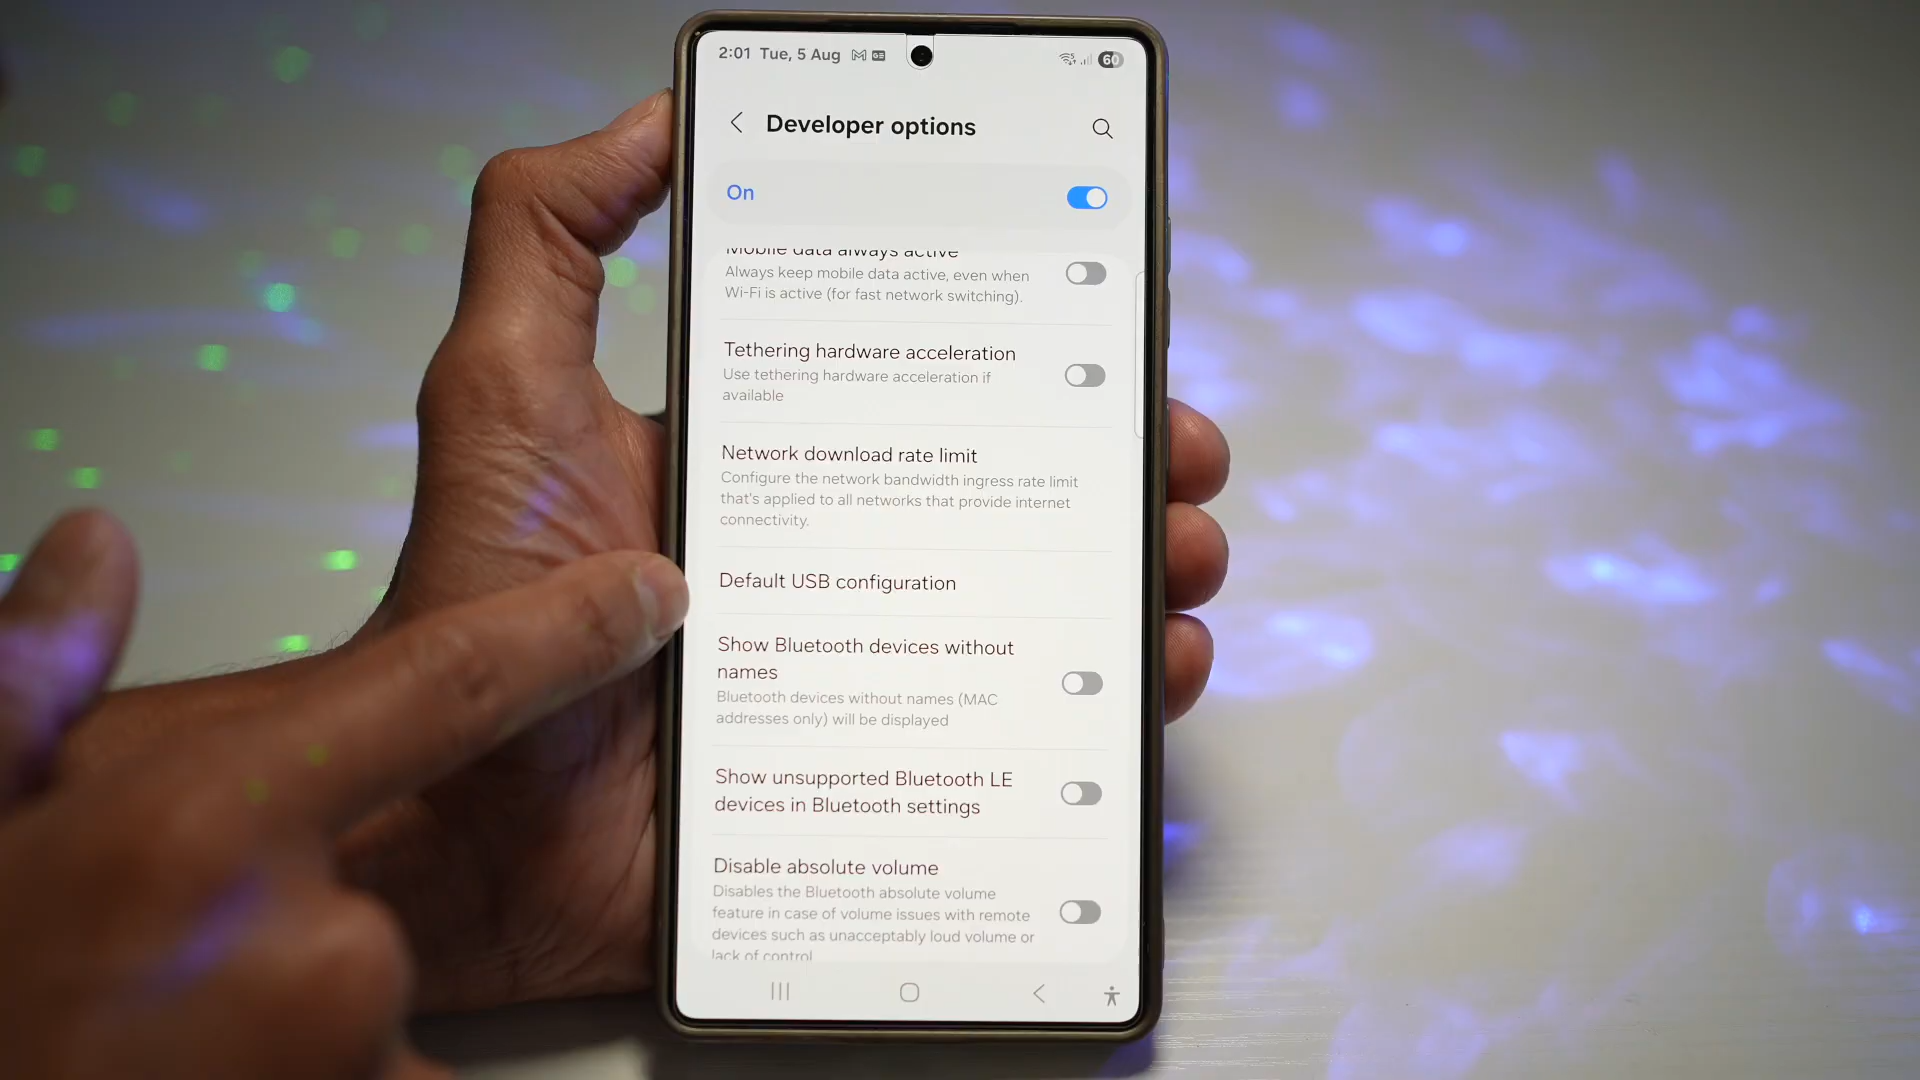 2:01 Tue, 5 Aug
60
Developer options
On
Mobile data always active
Always keep mobile data active, even when
Wi-Fi is active (for fast network switching).
Tethering hardware acceleration
Use tethering hardware acceleration if
available
Network download rate limit
Configure the network bandwidth ingress rate limit
that's applied to all networks that provide internet
connectivity.
Default USB configuration
Show Bluetooth devices without
names
Bluetooth devices without names (MAC
addresses only) will be displayed
Show unsupported Bluetooth LE
devices in Bluetooth settings
Disable absolute volume
Disables the Bluetooth absolute volume
feature in case of volume issues with remote
devices such as unacceptably loud volume or
lack of control